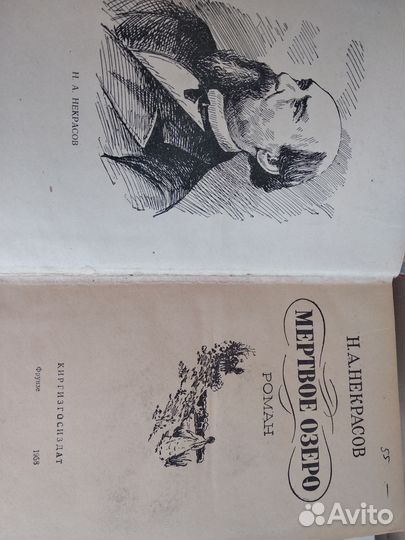 Н. А. НЕКРАСОВ
Н.А.НЕКРАСОВ
МЕРТВОЕ ОЗЕРО
РОМАН
КИРГИЗГОСИЗДАТ
Фрунзе 1958
55 —
Avito